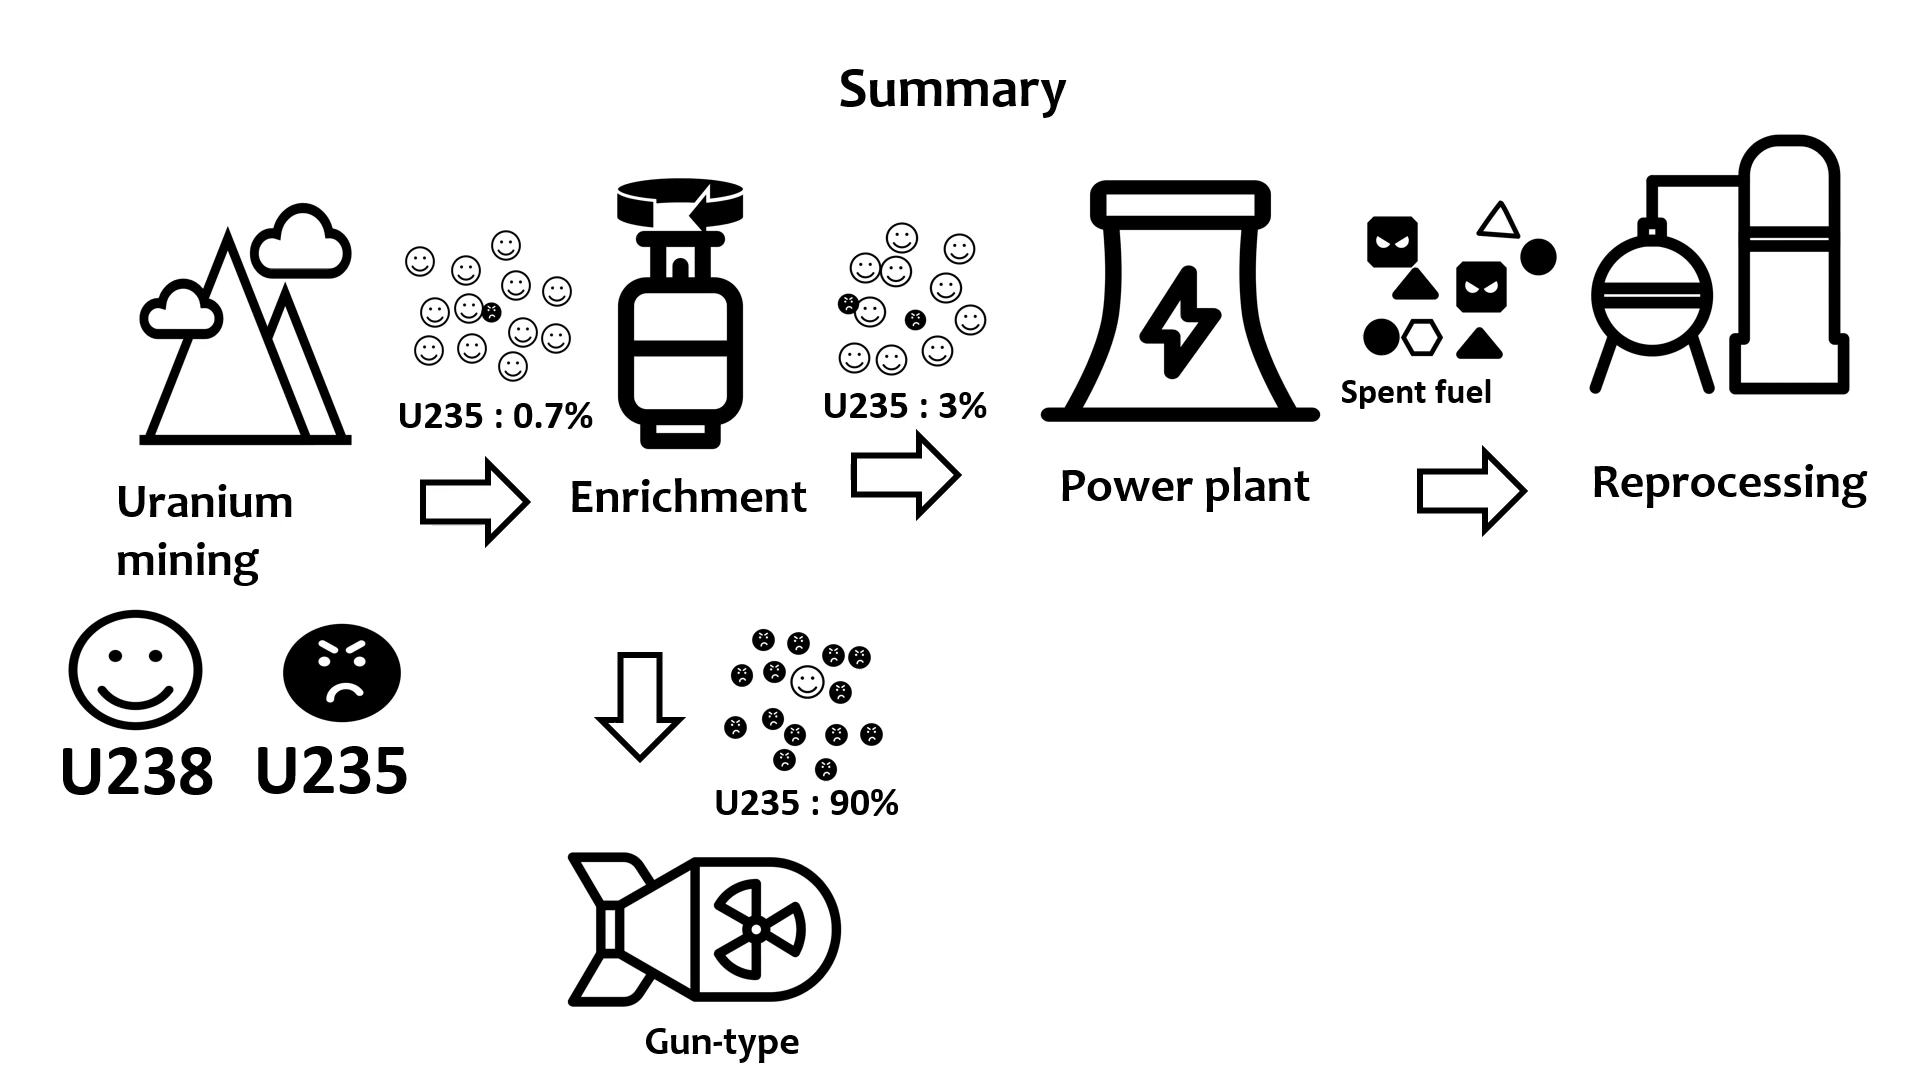 Summary
U235 : 0.7%
U235 : 3%
Spent fuel
Uranium
mining
Enrichment
Power plant
Reprocessing
U238
U235
U235 : 90%
Gun-type